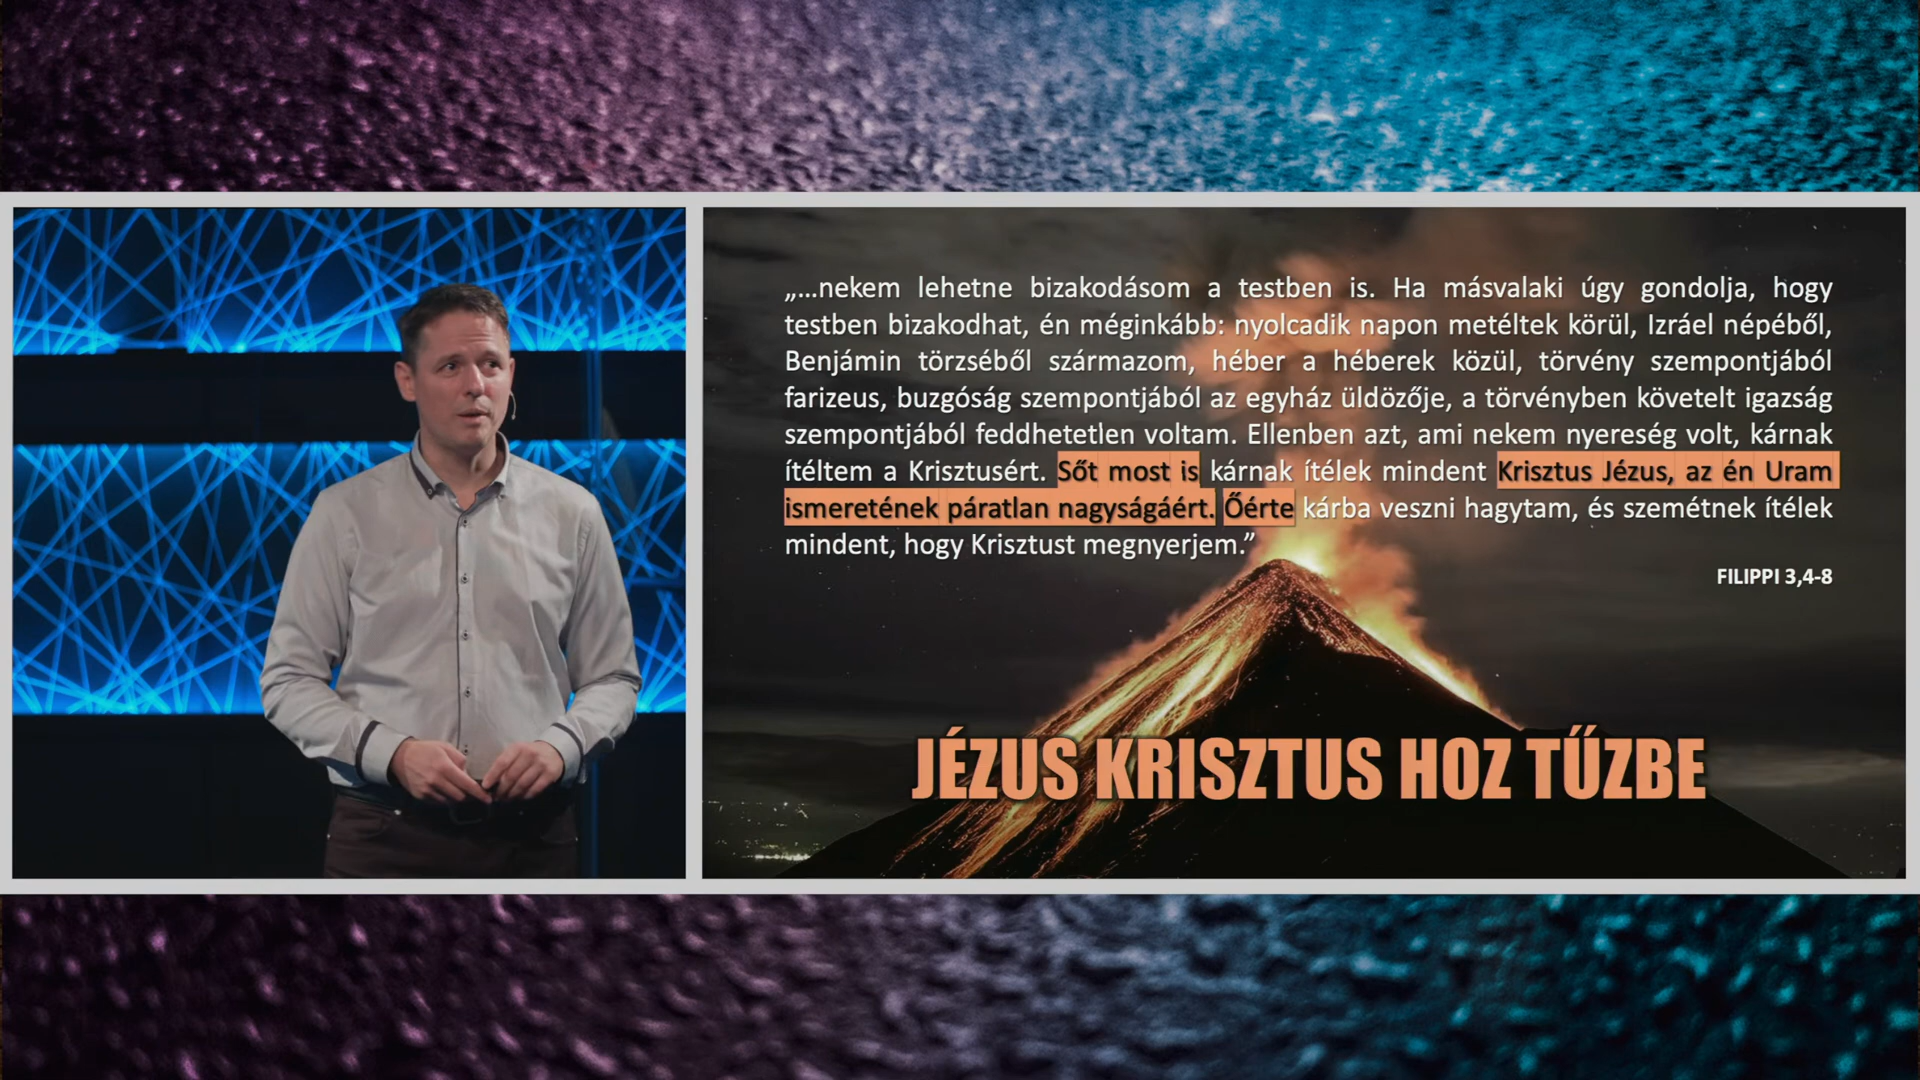 „...nekem lehetne bizakodásom a testben is. Ha másvalaki úgy gondolja, hogy
testben bizakodhat, én méginkább: nyolcadik napon metéltek körül, Izráel népéből,
Benjámin törzséből származom, héber a héberek közül, törvény szempontjából
farizeus, buzgóság szempontjából az egyház üldözője, a törvényben követelt igazság
szempontjából feddhetetlen voltam. Ellenben azt, ami nekem nyereség volt, kárnak
ítéltem a Krisztusért. Sőt most is kárnak ítélek mindent Krisztus Jézus, az én Uram
ismeretének páratlan nagyságáért. Őérte kárba veszni hagytam, és szemétnek ítélek
mindent, hogy Krisztust megnyerjem.”
FILIPPI 3,4-8
JÉZUS KRISZTUS HOZ TŰZBE